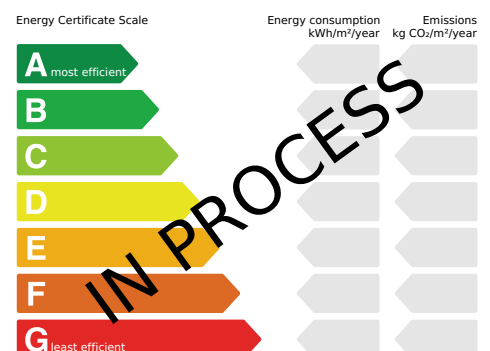 Energy Certificate Scale
Energy consumption
kWh/m²/year
Emissions
kg CO₂/m²/year
A most efficient
B
C
D
E
F
G least efficient
IN PROCESS